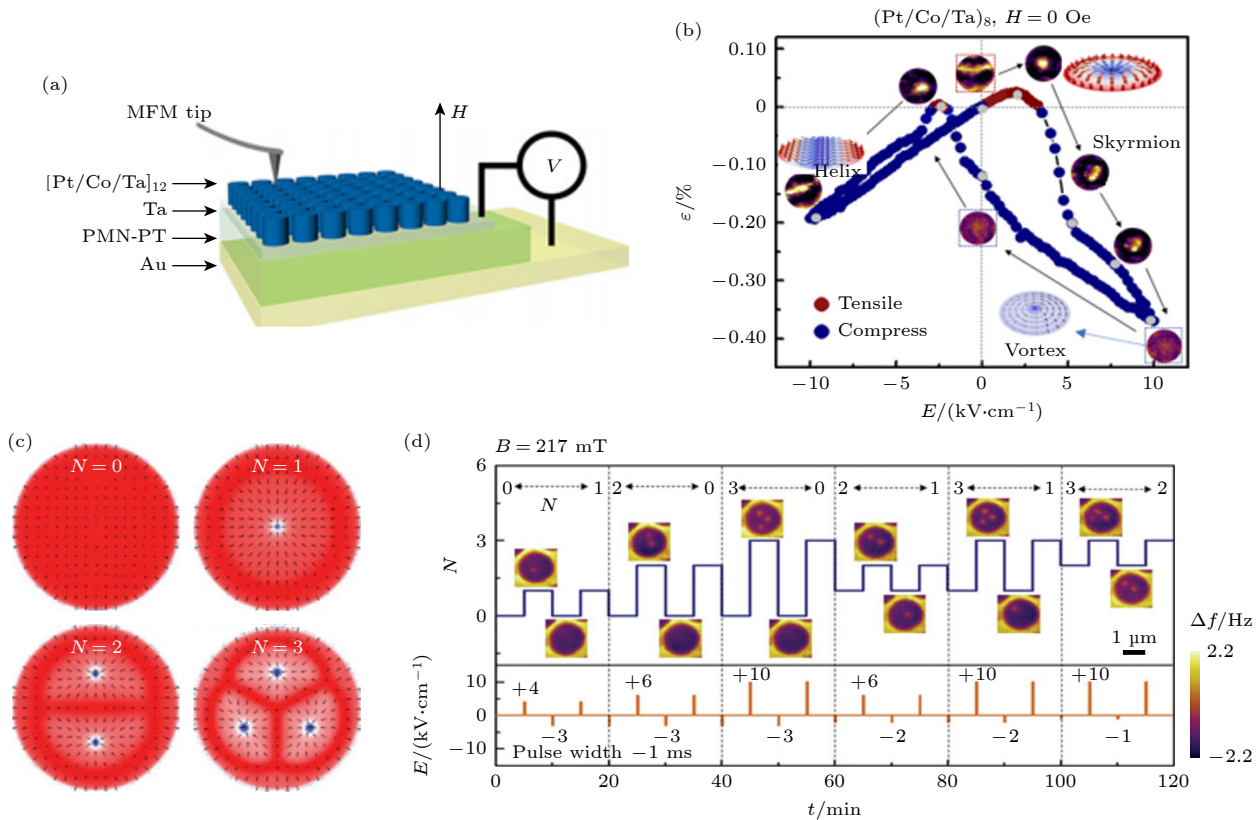 (a)
MFM tip
H
V
[Pt/Co/Ta]12
Ta
PMN-PT
Au
(b)
(Pt/Co/Ta)8, H=0 Oe
0.10
0
−0.10
−0.20
−0.30
−0.40
ε/%
Helix
Skyrmion
Tensile
Compress
Vortex
−10
−5
0
5
10
E/(kV·cm−1)
(c)
N=0
N=1
N=2
N=3
(d)
B=217 mT
6
3
0
N
0 1
N
2 0
3 0
2 1
3 1
3 2
1 μm
Δf/Hz
2.2
−2.2
10
0
−10
E/(kV·cm−1)
+4
−3
+6
−3
+10
−3
+6
−2
+10
−2
+10
−1
Pulse width −1 ms
0
20
40
60
80
100
120
t/min